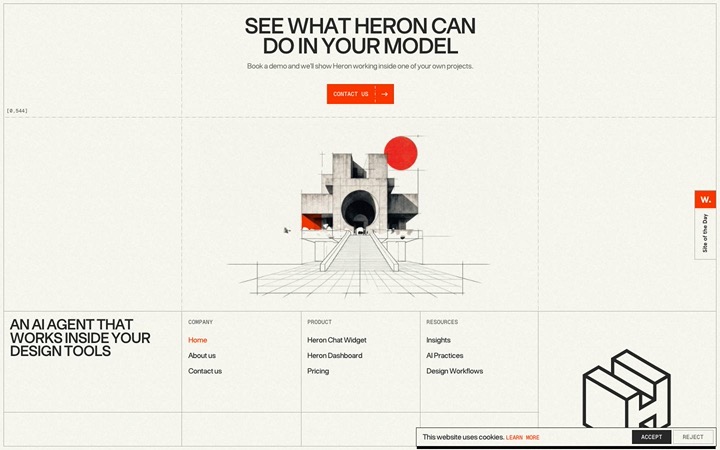 SEE WHAT HERON CAN
DO IN YOUR MODEL
Book a demo and we'll show Heron working inside one of your own projects.
CONTACT US
[0,544]
W.
Site of the Day
AN AI AGENT THAT
WORKS INSIDE YOUR
DESIGN TOOLS
COMPANY
Home
About us
Contact us
PRODUCT
Heron Chat Widget
Heron Dashboard
Pricing
RESOURCES
Insights
AI Practices
Design Workflows
This website uses cookies. LEARN MORE
ACCEPT
REJECT